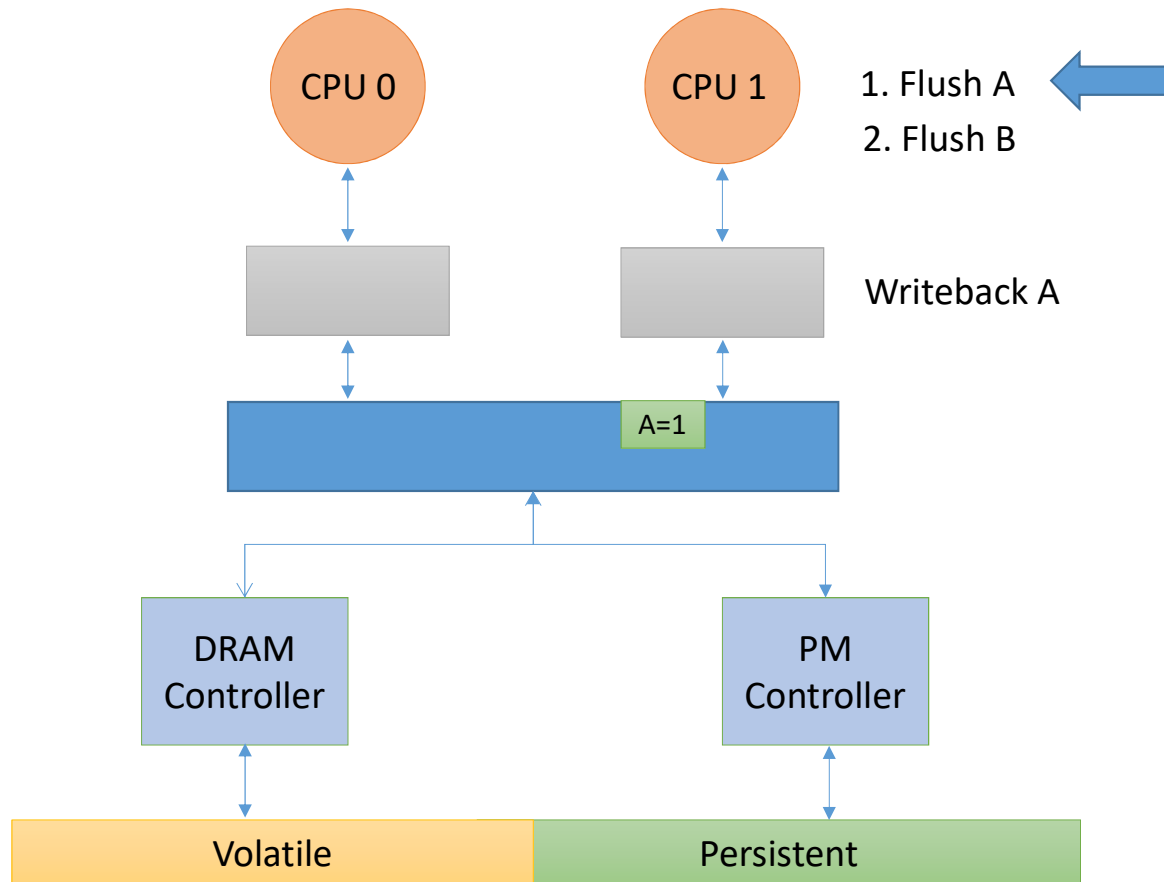 CPU 0
CPU 1
1. Flush A
2. Flush B
Writeback A
A=1
DRAM
Controller
PM
Controller
Volatile
Persistent